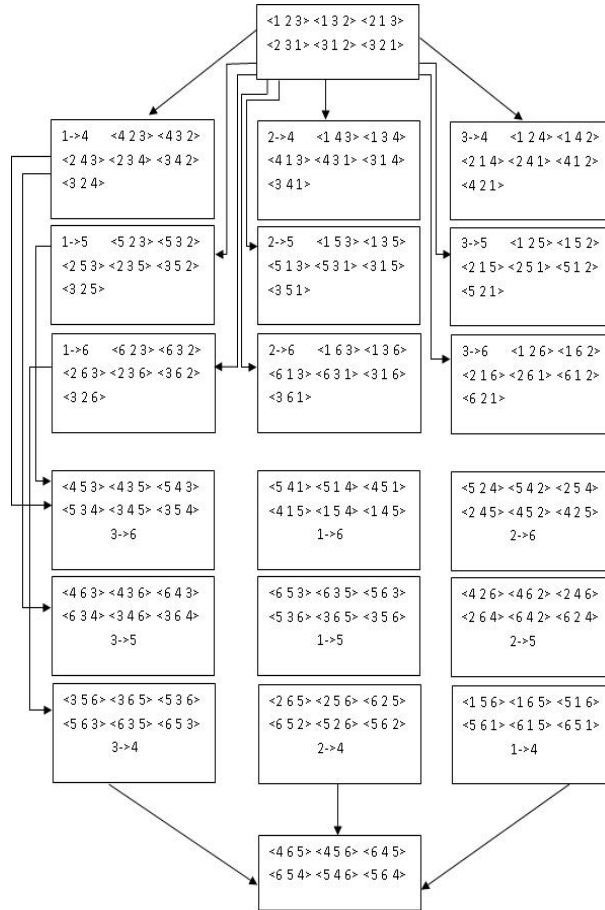 <1 2 3> <1 3 2> <2 1 3>
<2 3 1> <3 1 2> <3 2 1>
1->4 <4 2 3> <4 3 2>
<2 4 3> <2 3 4> <3 4 2>
<3 2 4>
2->4 <1 4 3> <1 3 4>
<4 1 3> <4 3 1> <3 1 4>
<3 4 1>
3->4 <1 2 4> <1 4 2>
<2 1 4> <2 4 1> <4 1 2>
<4 2 1>
1->5 <5 2 3> <5 3 2>
<2 5 3> <2 3 5> <3 5 2>
<3 2 5>
2->5 <1 5 3> <1 3 5>
<5 1 3> <5 3 1> <3 1 5>
<3 5 1>
3->5 <1 2 5> <1 5 2>
<2 1 5> <2 5 1> <5 1 2>
<5 2 1>
1->6 <6 2 3> <6 3 2>
<2 6 3> <2 3 6> <3 6 2>
<3 2 6>
2->6 <1 6 3> <1 3 6>
<6 1 3> <6 3 1> <3 1 6>
<3 6 1>
3->6 <1 2 6> <1 6 2>
<2 1 6> <2 6 1> <6 1 2>
<6 2 1>
<4 5 3> <4 3 5> <5 4 3>
<5 3 4> <3 4 5> <3 5 4>
3->6
<5 4 1> <5 1 4> <4 5 1>
<4 1 5> <1 5 4> <1 4 5>
1->6
<5 2 4> <5 4 2> <2 5 4>
<2 4 5> <4 5 2> <4 2 5>
2->6
<4 6 3> <4 3 6> <6 4 3>
<6 3 4> <3 4 6> <3 6 4>
3->5
<6 5 3> <6 3 5> <5 6 3>
<5 3 6> <3 6 5> <3 5 6>
1->5
<4 2 6> <4 6 2> <2 4 6>
<2 6 4> <6 4 2> <6 2 4>
2->5
<3 5 6> <3 6 5> <5 3 6>
<5 6 3> <6 3 5> <6 5 3>
3->4
<2 6 5> <2 5 6> <6 2 5>
<6 5 2> <5 2 6> <5 6 2>
2->4
<1 5 6> <1 6 5> <5 1 6>
<5 6 1> <6 1 5> <6 5 1>
1->4
<4 6 5> <4 5 6> <6 4 5>
<6 5 4> <5 4 6> <5 6 4>